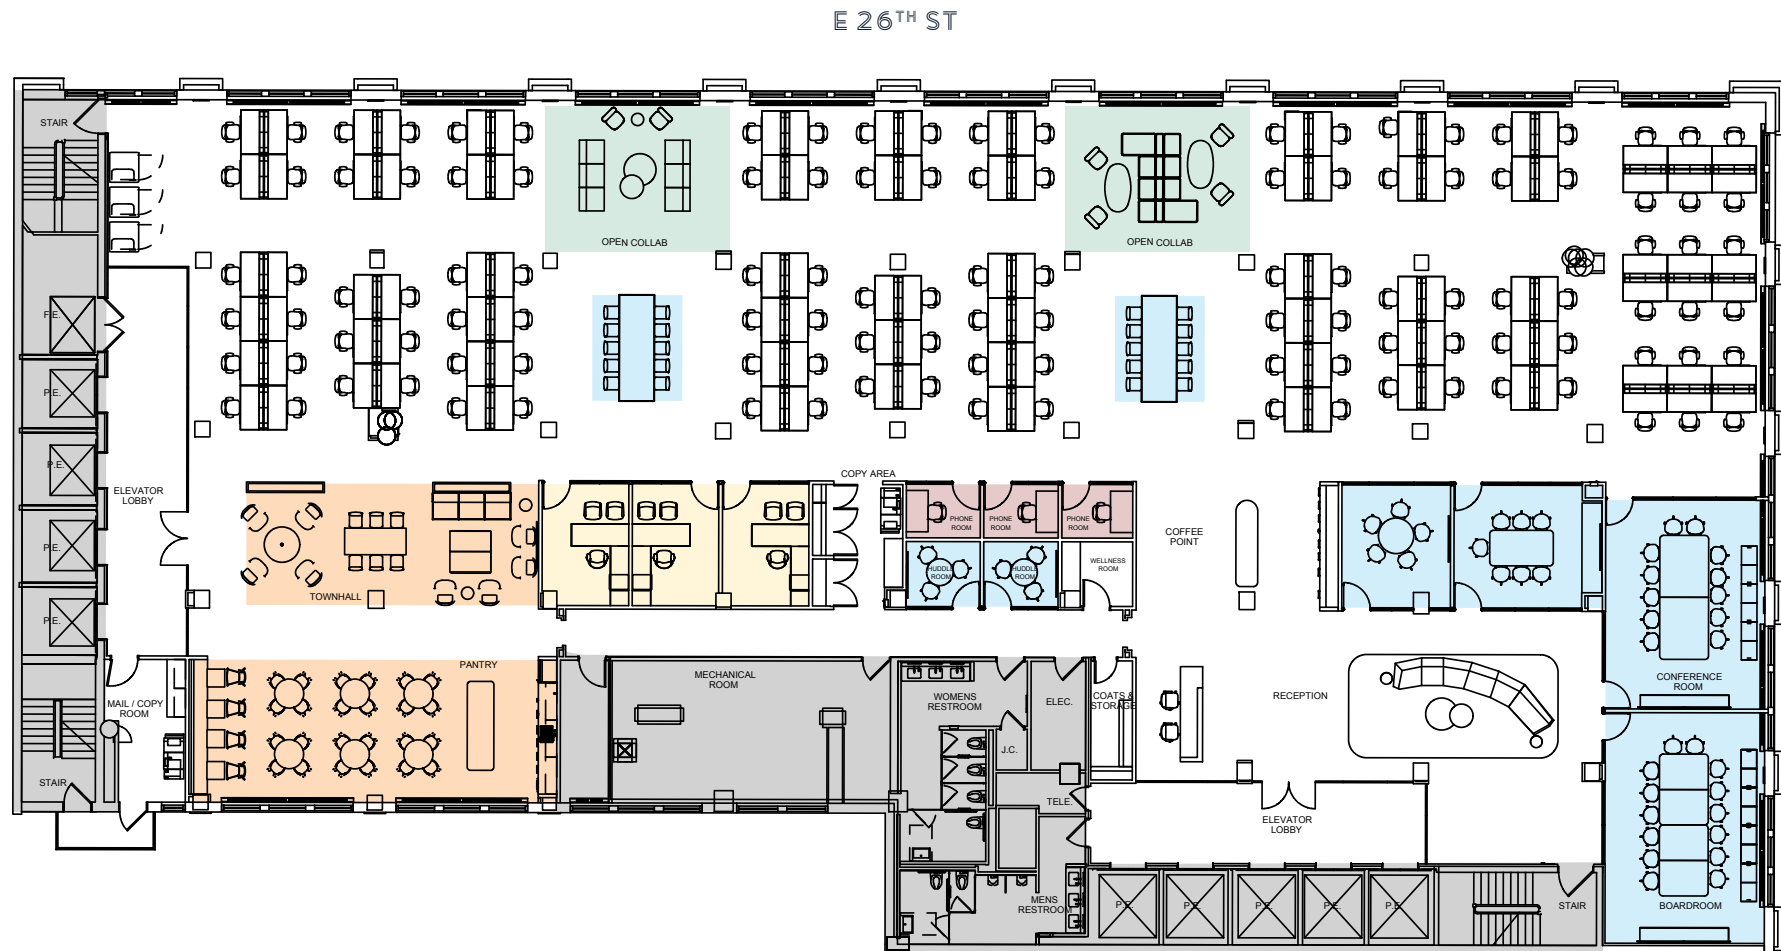 E 26TH ST
STAIR
OPEN COLLAB
OPEN COLLAB
F.E.
P.E.
P.E.
P.E.
P.E.
ELEVATOR
LOBBY
COPY AREA
TOWNHALL
PHONE
ROOM
PHONE
ROOM
PHONE
ROOM
HUDDLE
ROOM
HUDDLE
ROOM
WELLNESS
ROOM
COFFEE
POINT
PANTRY
MAIL / COPY
ROOM
STAIR
MECHANICAL
ROOM
WOMENS
RESTROOM
ELEC.
COATS &
STORAGE
J.C.
TELE.
RECEPTION
CONFERENCE
ROOM
ELEVATOR
LOBBY
MENS
RESTROOM
P.E.
P.E.
P.E.
P.E.
P.E.
STAIR
BOARDROOM